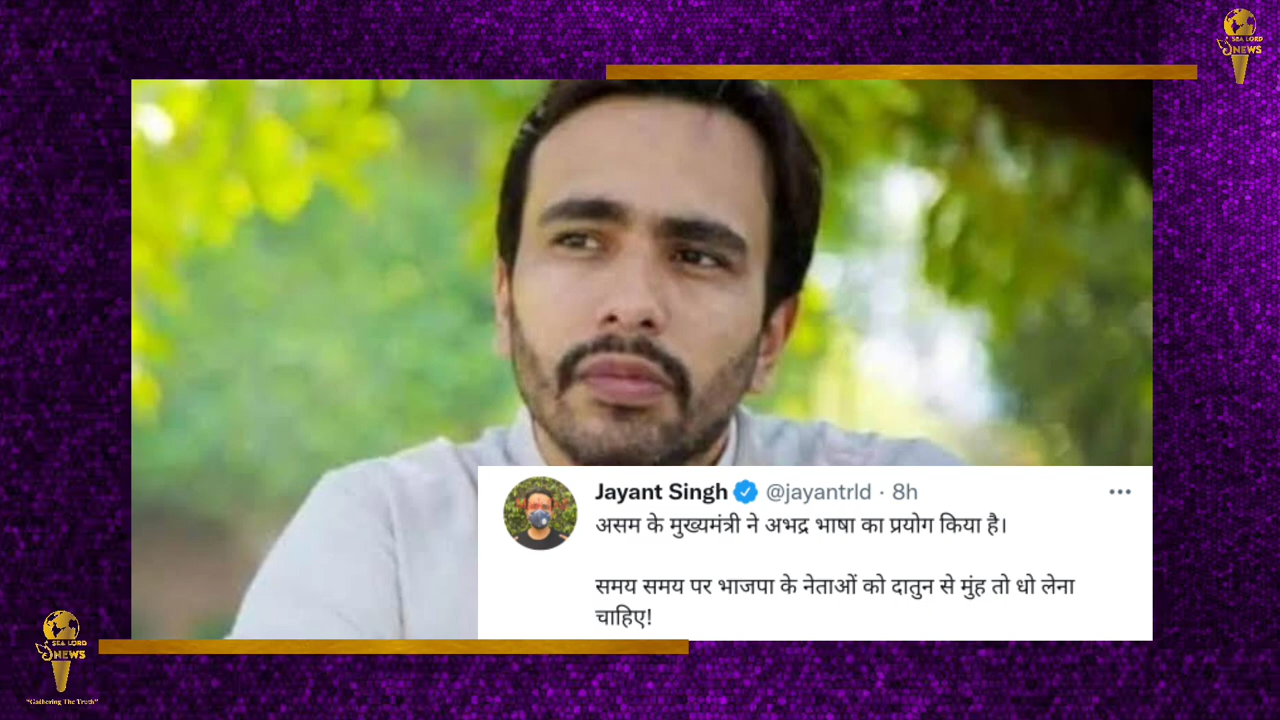 SEA LORD
NEWS
Jayant Singh @jayantrld · 8h
असम के मुख्यमंत्री ने अभद्र भाषा का प्रयोग किया है।
समय समय पर भाजपा के नेताओं को दातुन से मुंह तो धो लेना
चाहिए!
SEA LORD
NEWS
"Gathering The Truth"